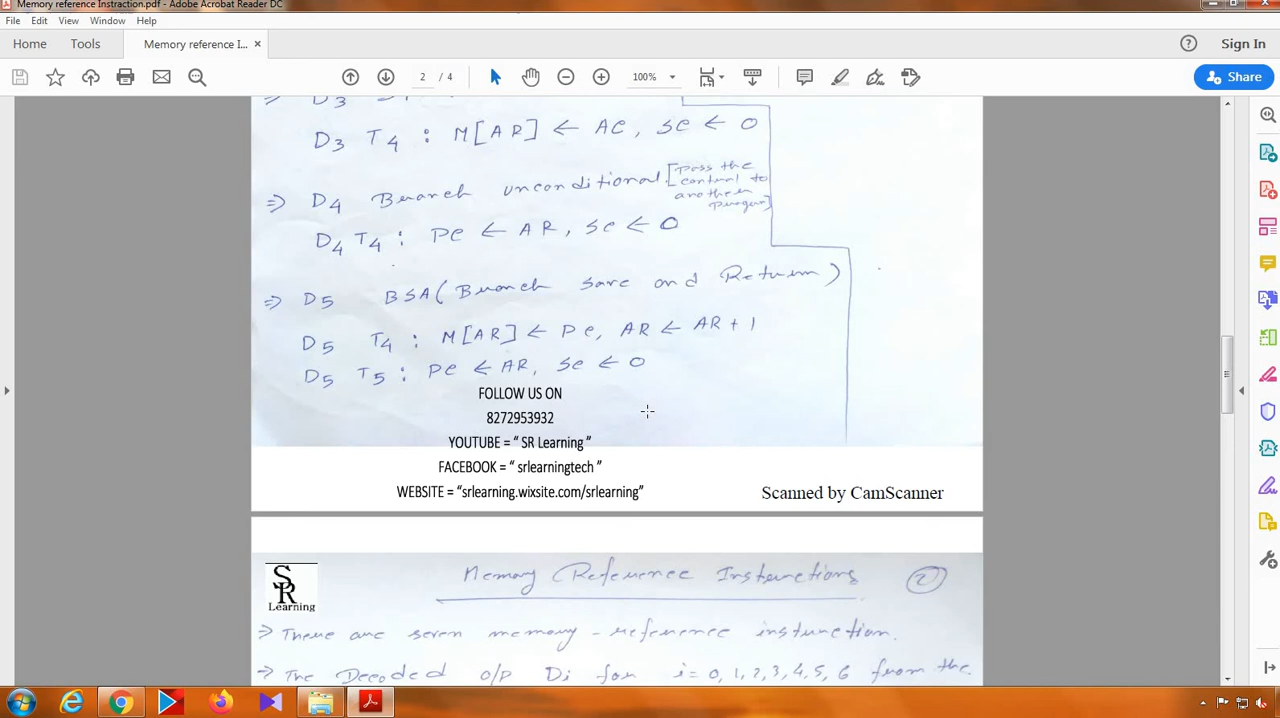 Memory reference Instraction.pdf - Adobe Acrobat Reader DC
File Edit View Window Help
Home Tools Memory reference I... × Sign In
2 / 4 100% Share
D3
D3 T4 : M[AR] ← AC, SC ← 0
⇒ D4 Branch unconditional. [Pass the
control to
another
program]
D4 T4 : PC ← AR, SC ← 0
⇒ D5 BSA (Branch save and Return)
D5 T4 : M[AR] ← PC, AR ← AR + 1
D5 T5 : PC ← AR, SC ← 0
FOLLOW US ON
8272953932
YOUTUBE = “ SR Learning ”
FACEBOOK = “ srlearningtech ”
WEBSITE = “srlearning.wixsite.com/srlearning”
Scanned by CamScanner
SR
Learning
Memory Reference Instructions 2
⇒ There are seven memory-reference instruction.
→ The Decoded o/p Di for i = 0, 1, 2, 3, 4, 5, 6 from the